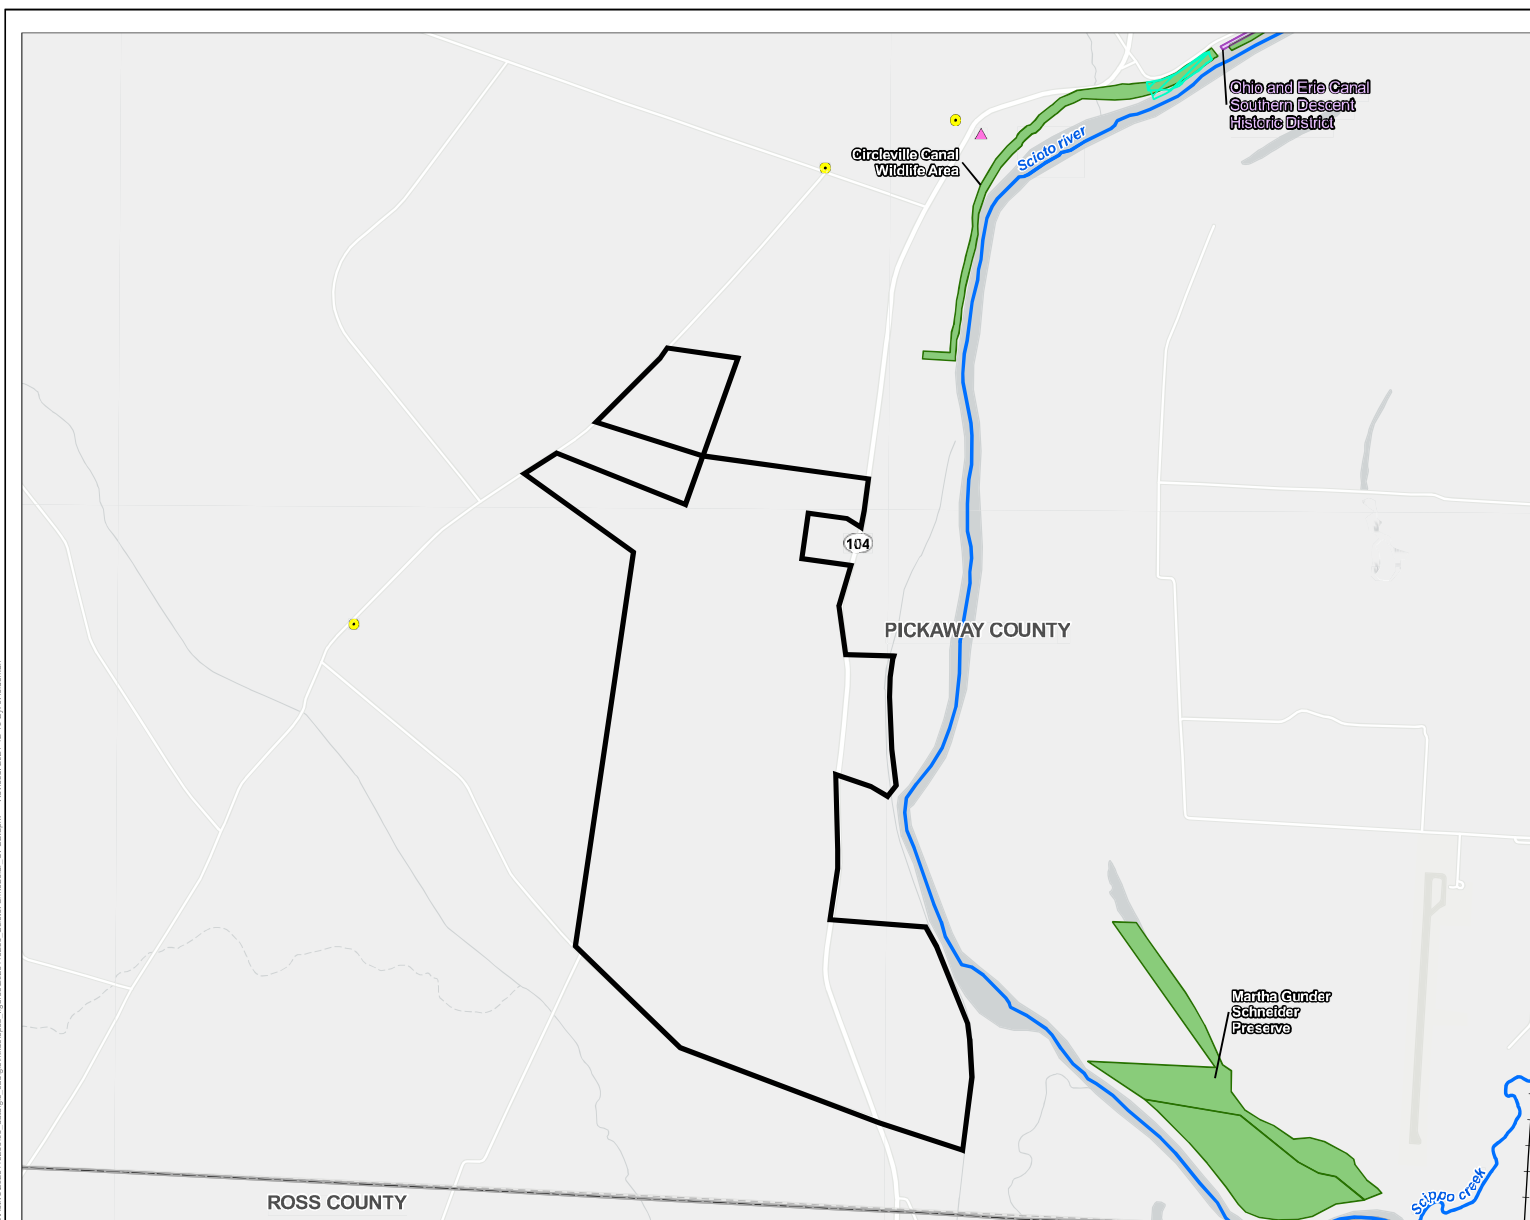 Ohio and Erie Canal
Southern Descent
Historic District
Circleville Canal
Wildlife Area
Scioto river
104
PICKAWAY COUNTY
Martha Gunder
Schneider
Preserve
Scippo creek
ROSS COUNTY